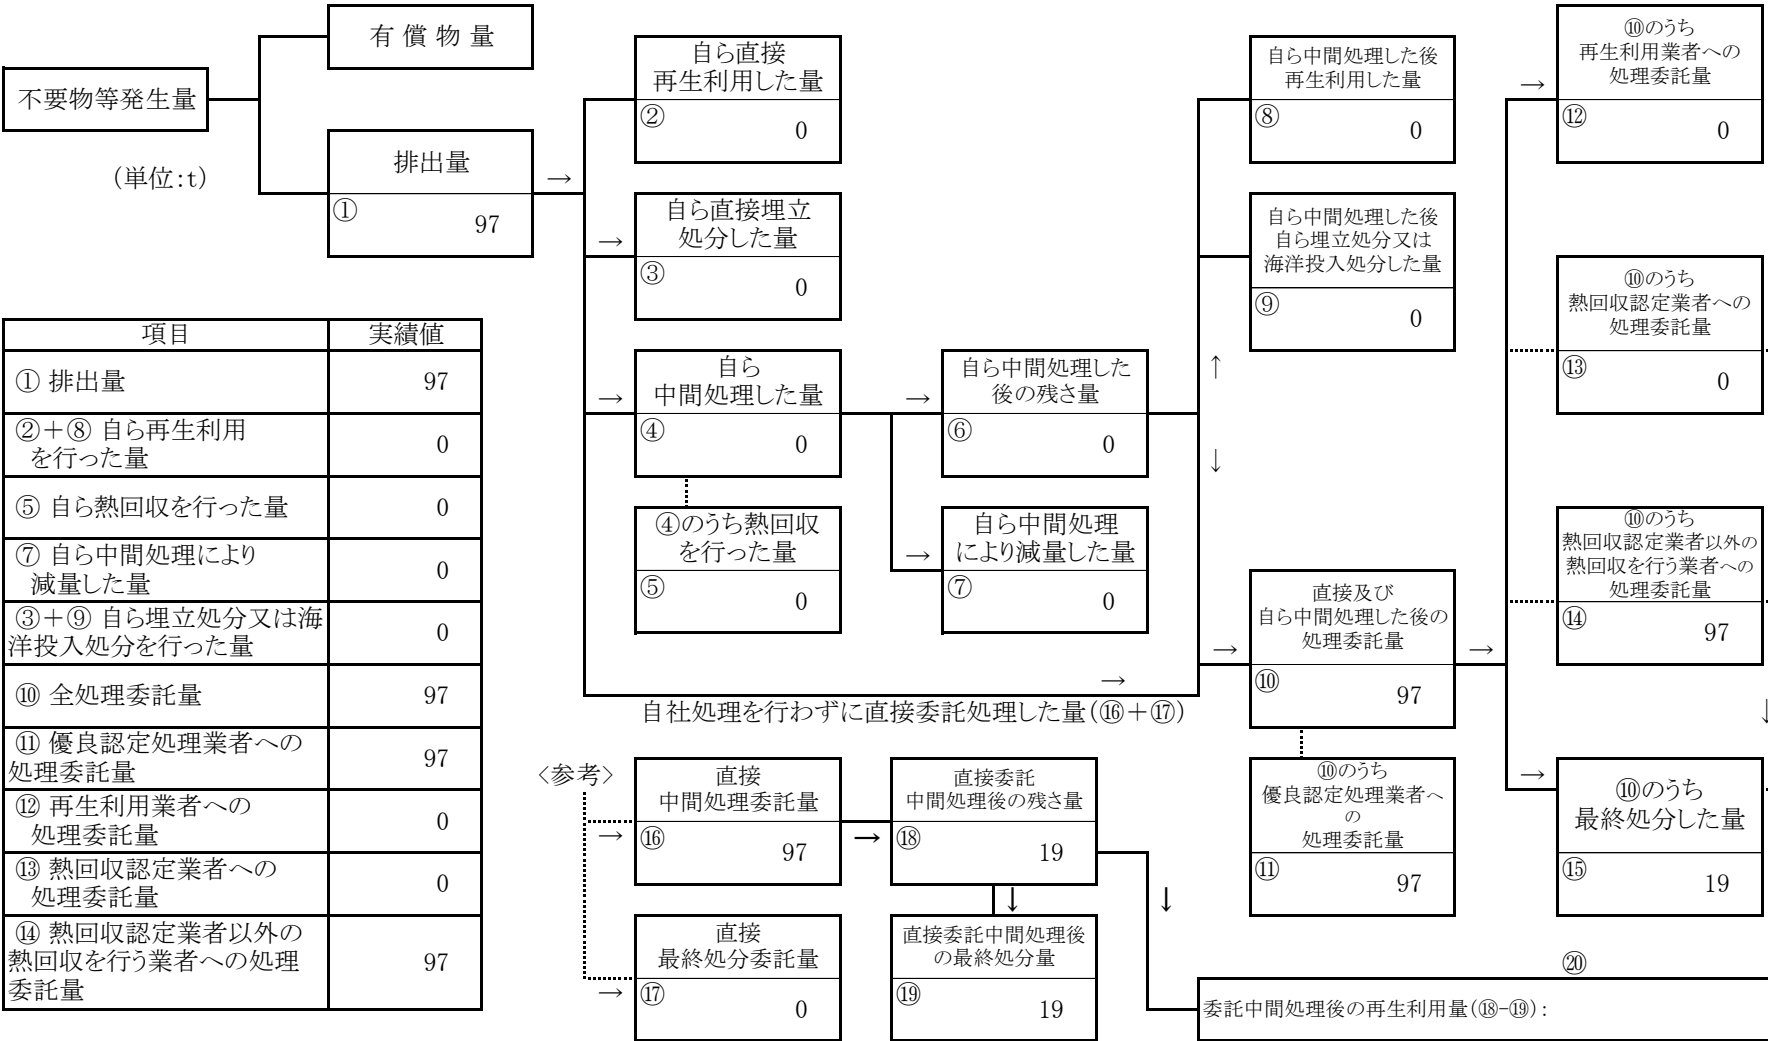 有 償 物 量
不要物等発生量
(単位:t)
排出量
① 97
→
自ら直接
再生利用した量
② 0
→
自ら直接埋立
処分した量
③ 0
→
自ら
中間処理した量
④ 0
④のうち熱回収
を行った量
⑤ 0
→
自ら中間処理した
後の残さ量
⑥ 0
→
自ら中間処理
により減量した量
⑦ 0
↑
↓
自ら中間処理した後
再生利用した量
⑧ 0
自ら中間処理した後
自ら埋立処分又は
海洋投入処分した量
⑨ 0
→
直接及び
自ら中間処理した後の
処理委託量
⑩ 97
⑩のうち
優良認定処理業者へ
の
処理委託量
⑪ 97
→
→
⑩のうち
再生利用業者への
処理委託量
⑫ 0
⑩のうち
熱回収認定業者への
処理委託量
⑬ 0
⑩のうち
熱回収認定業者以外の
熱回収を行う業者への
処理委託量
⑭ 97
↓
→
⑩のうち
最終処分した量
⑮ 19
→
自社処理を行わずに直接委託処理した量(⑯+⑰)
<参考>
→
直接
中間処理委託量
⑯ 97
→
直接委託
中間処理後の残さ量
⑱ 19
↓
↓
→
直接
最終処分委託量
⑰ 0
直接委託中間処理後
の最終処分量
⑲ 19
⑳
委託中間処理後の再生利用量(⑱-⑲):
項目 実績値
① 排出量 97
②+⑧ 自ら再生利用
を行った量 0
⑤ 自ら熱回収を行った量 0
⑦ 自ら中間処理により
減量した量 0
③+⑨ 自ら埋立処分又は海
洋投入処分を行った量 0
⑩ 全処理委託量 97
⑪ 優良認定処理業者への
処理委託量 97
⑫ 再生利用業者への
処理委託量 0
⑬ 熱回収認定業者への
処理委託量 0
⑭ 熱回収認定業者以外の
熱回収を行う業者への処理
委託量 97